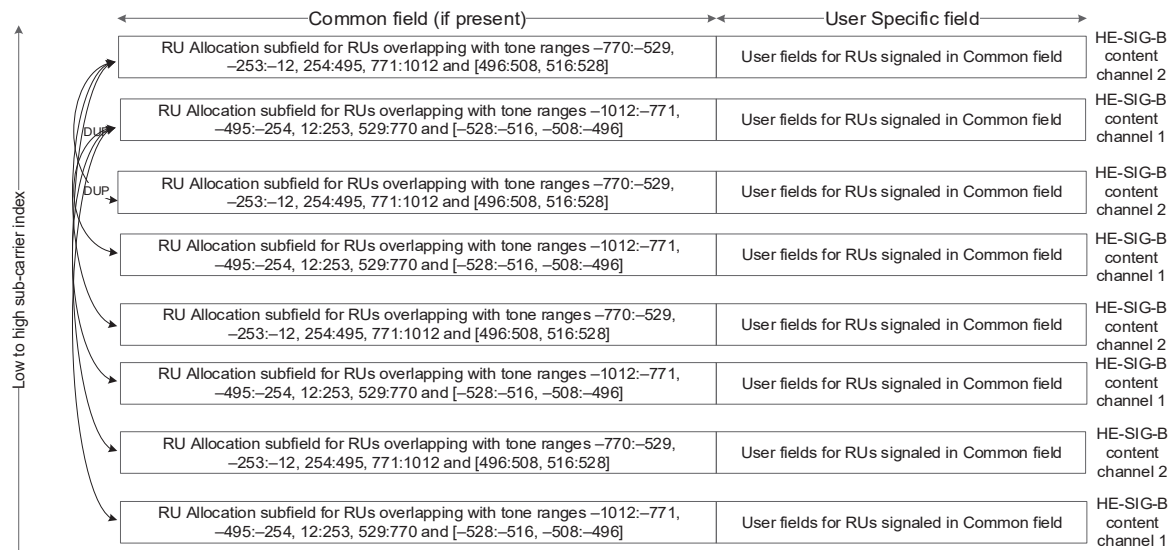 Common field (if present)
User Specific field
RU Allocation subfield for RUs overlapping with tone ranges –770:–529,
–253:–12, 254:495, 771:1012 and [496:508, 516:528]
User fields for RUs signaled in Common field
HE-SIG-B
content
channel 2
RU Allocation subfield for RUs overlapping with tone ranges –1012:–771,
–495:–254, 12:253, 529:770 and [–528:–516, –508:–496]
User fields for RUs signaled in Common field
HE-SIG-B
content
channel 1
DUP
RU Allocation subfield for RUs overlapping with tone ranges –770:–529,
–253:–12, 254:495, 771:1012 and [496:508, 516:528]
User fields for RUs signaled in Common field
HE-SIG-B
content
channel 2
DUP
RU Allocation subfield for RUs overlapping with tone ranges –1012:–771,
–495:–254, 12:253, 529:770 and [–528:–516, –508:–496]
User fields for RUs signaled in Common field
HE-SIG-B
content
channel 1
RU Allocation subfield for RUs overlapping with tone ranges –770:–529,
–253:–12, 254:495, 771:1012 and [496:508, 516:528]
User fields for RUs signaled in Common field
HE-SIG-B
content
channel 2
RU Allocation subfield for RUs overlapping with tone ranges –1012:–771,
–495:–254, 12:253, 529:770 and [–528:–516, –508:–496]
User fields for RUs signaled in Common field
HE-SIG-B
content
channel 1
RU Allocation subfield for RUs overlapping with tone ranges –770:–529,
–253:–12, 254:495, 771:1012 and [496:508, 516:528]
User fields for RUs signaled in Common field
HE-SIG-B
content
channel 2
RU Allocation subfield for RUs overlapping with tone ranges –1012:–771,
–495:–254, 12:253, 529:770 and [–528:–516, –508:–496]
User fields for RUs signaled in Common field
HE-SIG-B
content
channel 1
Low to high sub-carrier index